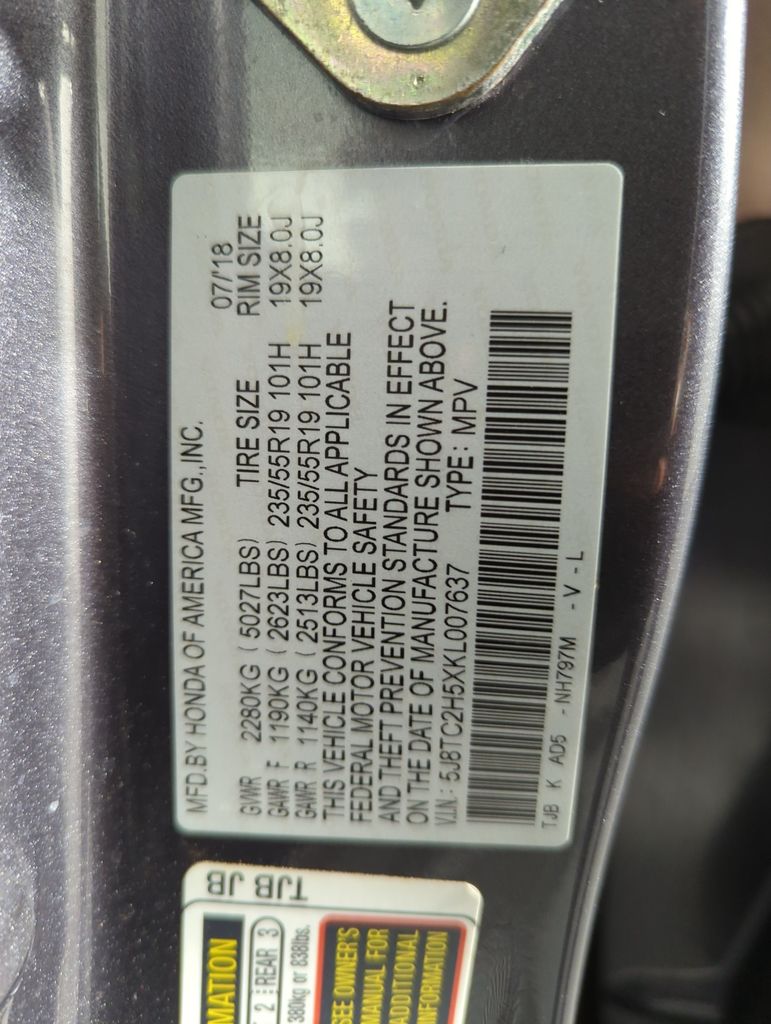 MFD.BY HONDA OF AMERICA MFG.,INC.
07/'18
GVWR 2280KG ( 5027LBS) TIRE SIZE RIM SIZE
GAWR F 1190KG ( 2623LBS) 235/55R19 101H 19X8.0J
GAWR R 1140KG ( 2513LBS) 235/55R19 101H 19X8.0J
THIS VEHICLE CONFORMS TO ALL APPLICABLE
FEDERAL MOTOR VEHICLE SAFETY
AND THEFT PREVENTION STANDARDS IN EFFECT
ON THE DATE OF MANUFACTURE SHOWN ABOVE.
V.I.N.: 5J8TC2H5XKL007637 TYPE: MPV
TJB K AD5 -NH797M -V-L
TJB
JB
MATION
2 REAR 3
380kg or 838lbs.
SEE OWNER'S
MANUAL FOR
ADDITIONAL
INFORMATION